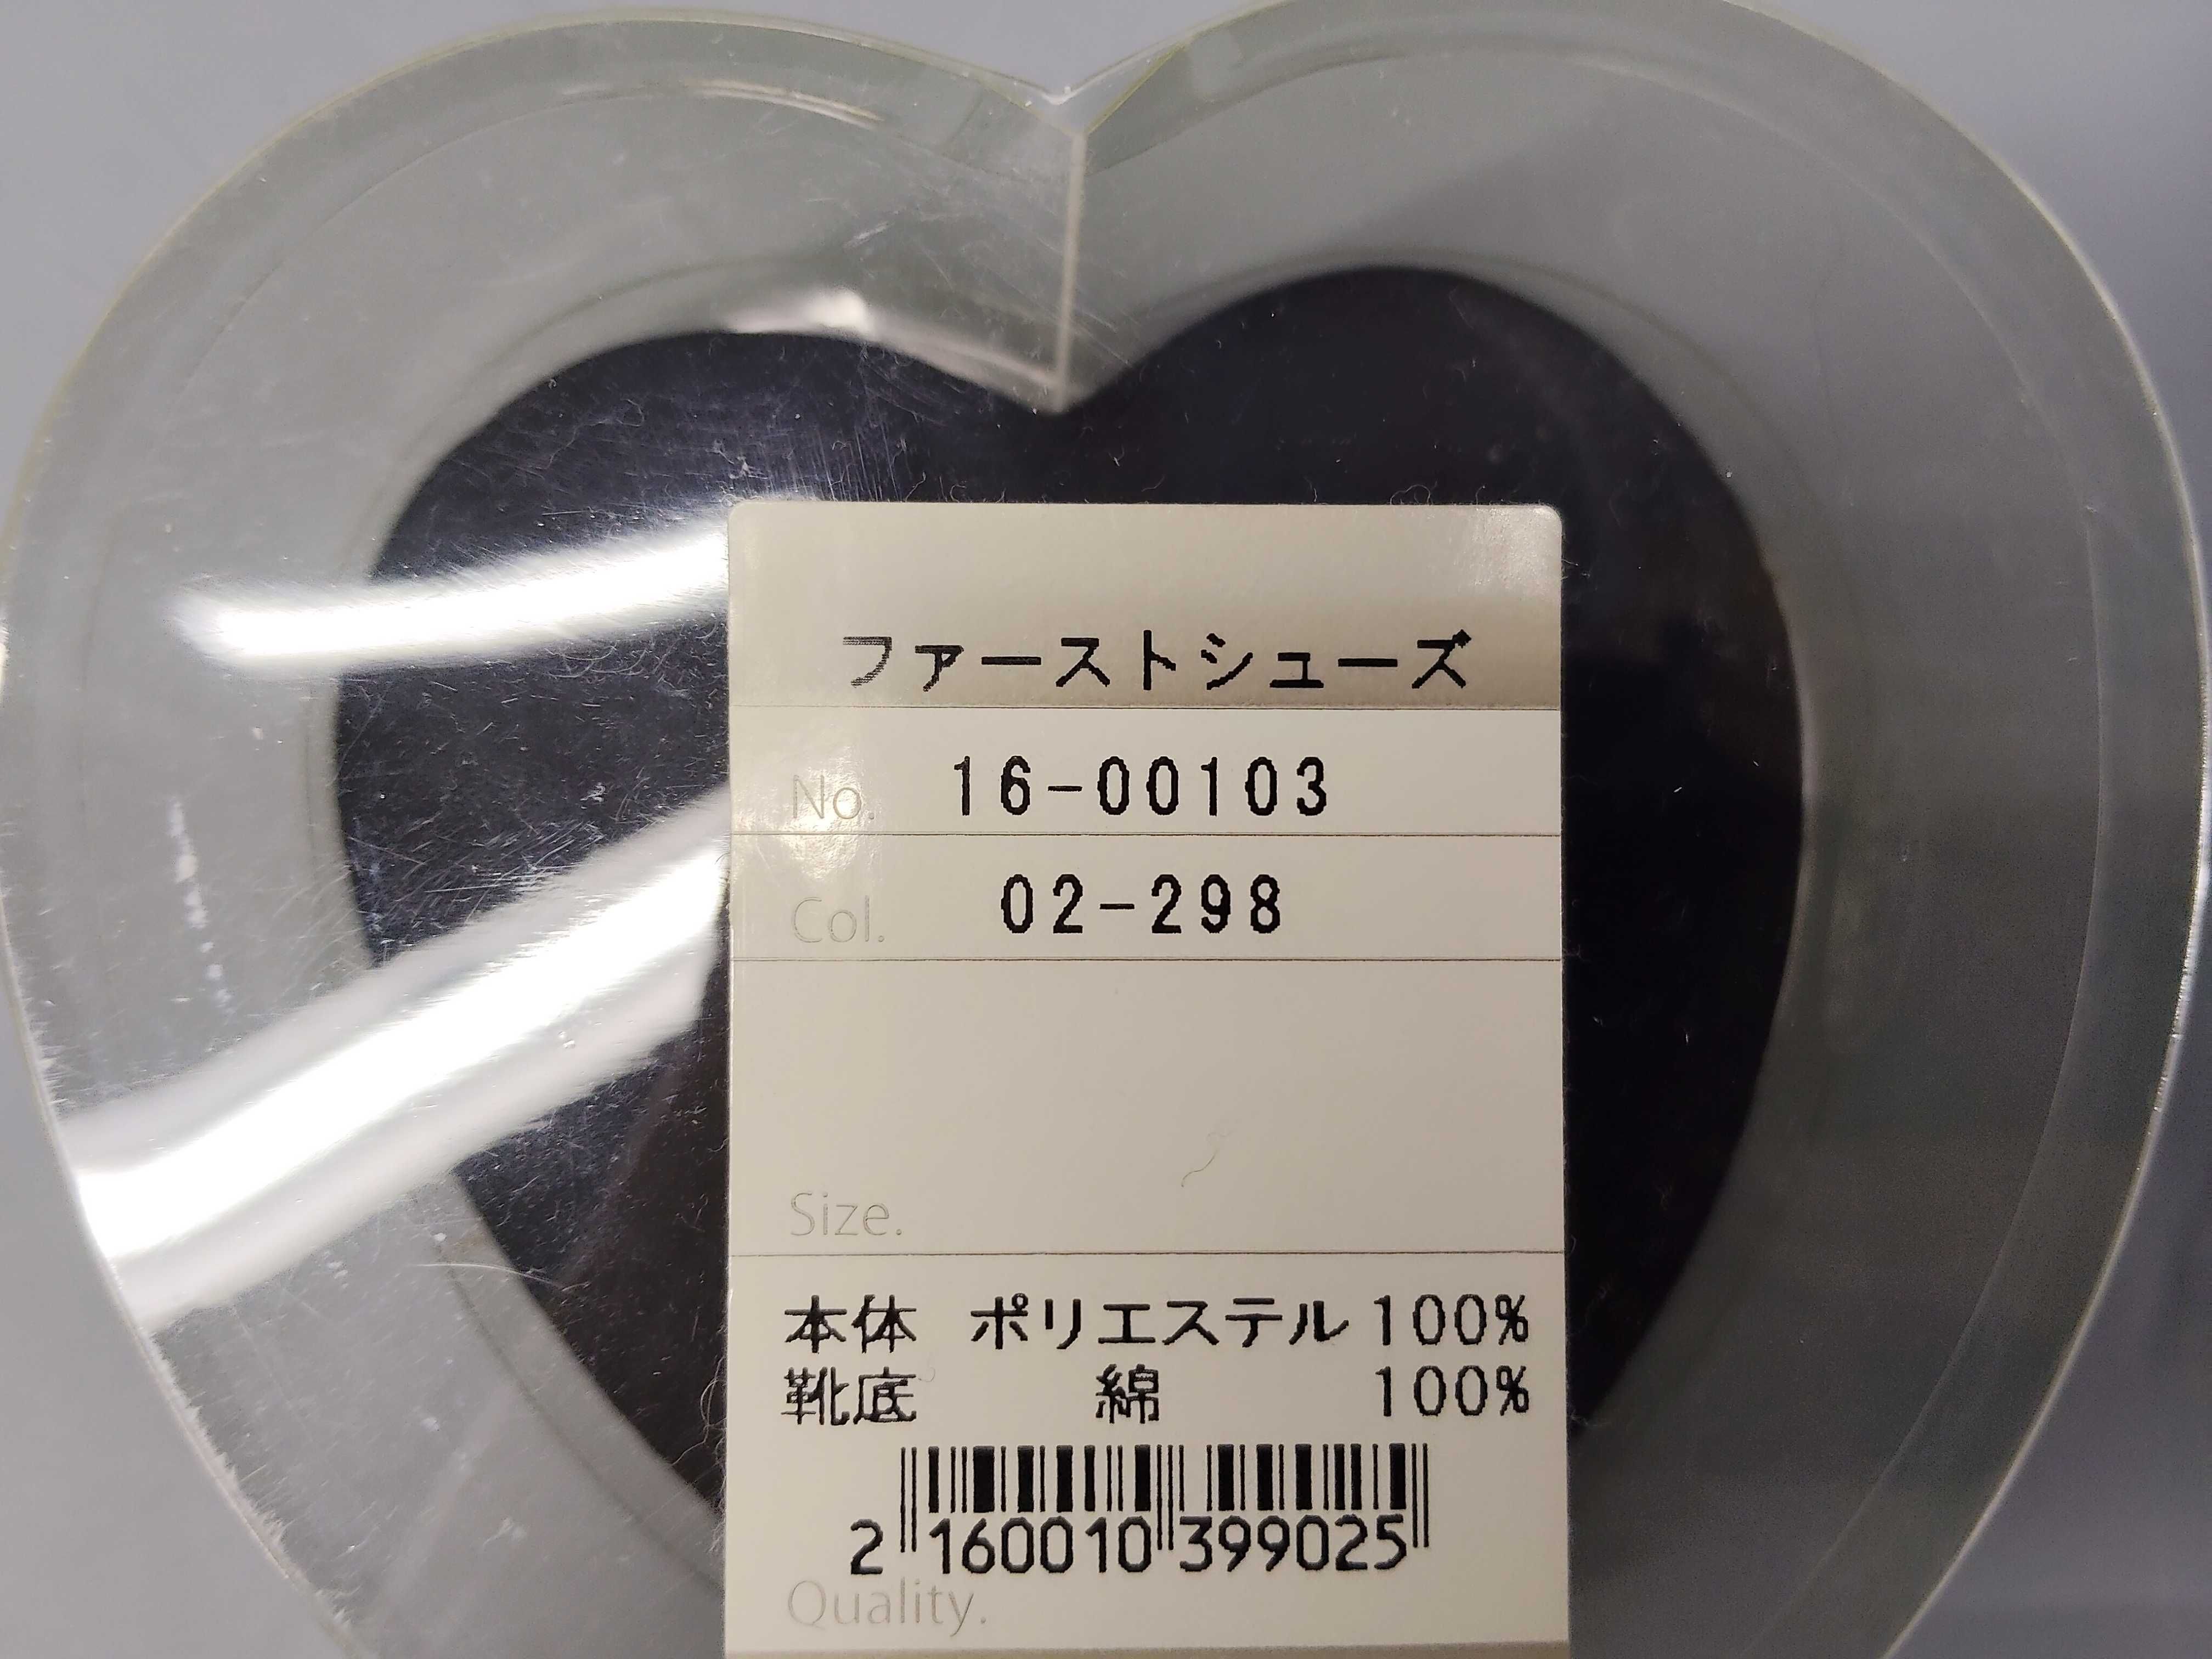 ファーストシューズ
No. 16-00103
Col. 02-298
Size.
本体 ポリエステル 100%
靴底 綿 100%
2 160010 399025
Quality.